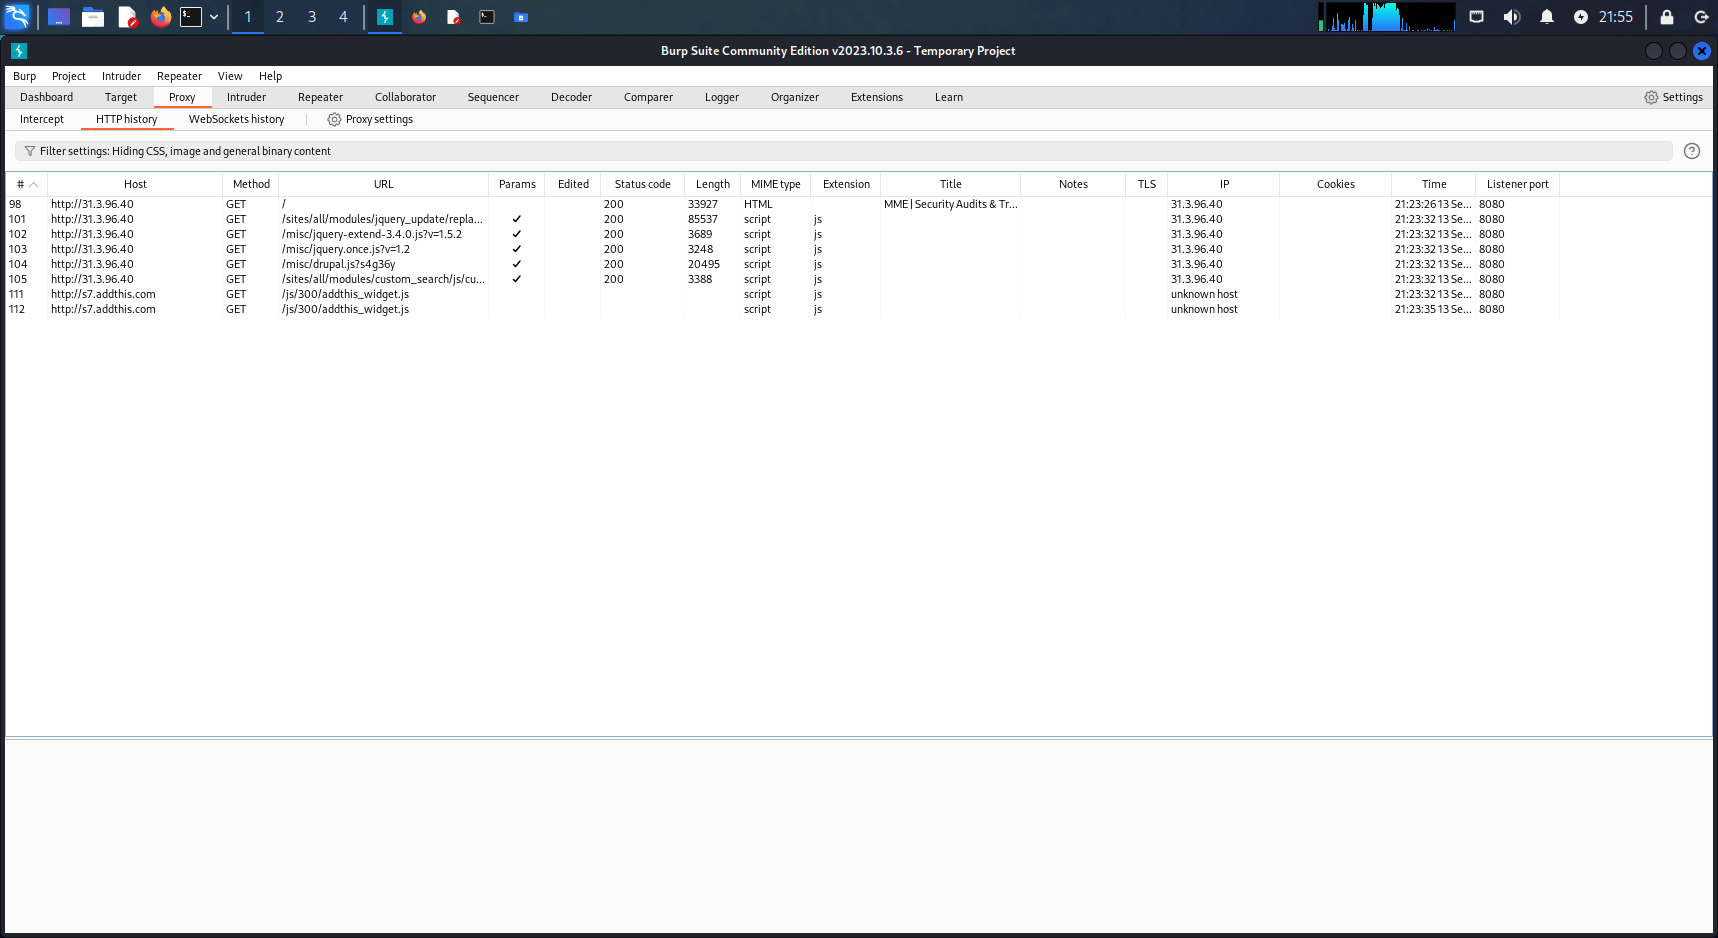 1 2 3 4 21:55
Burp Suite Community Edition v2023.10.3.6 - Temporary Project
Burp Project Intruder Repeater View Help
Dashboard Target Proxy Intruder Repeater Collaborator Sequencer Decoder Comparer Logger Organizer Extensions Learn Settings
Intercept HTTP history WebSockets history Proxy settings
Filter settings: Hiding CSS, image and general binary content
# Host Method URL Params Edited Status code Length MIME type Extension Title Notes TLS IP Cookies Time Listener port
98 http://31.3.96.40 GET / 200 33927 HTML MME | Security Audits & Tr... 31.3.96.40 21:23:26 13 Se... 8080
101 http://31.3.96.40 GET /sites/all/modules/jquery_update/repla... ✓ 200 85537 script js 31.3.96.40 21:23:32 13 Se... 8080
102 http://31.3.96.40 GET /misc/jquery-extend-3.4.0.js?v=1.5.2 ✓ 200 3689 script js 31.3.96.40 21:23:32 13 Se... 8080
103 http://31.3.96.40 GET /misc/jquery.once.js?v=1.2 ✓ 200 3248 script js 31.3.96.40 21:23:32 13 Se... 8080
104 http://31.3.96.40 GET /misc/drupal.js?s4g36y ✓ 200 20495 script js 31.3.96.40 21:23:32 13 Se... 8080
105 http://31.3.96.40 GET /sites/all/modules/custom_search/js/cu... ✓ 200 3388 script js 31.3.96.40 21:23:32 13 Se... 8080
111 http://s7.addthis.com GET /js/300/addthis_widget.js script js unknown host 21:23:32 13 Se... 8080
112 http://s7.addthis.com GET /js/300/addthis_widget.js script js unknown host 21:23:35 13 Se... 8080